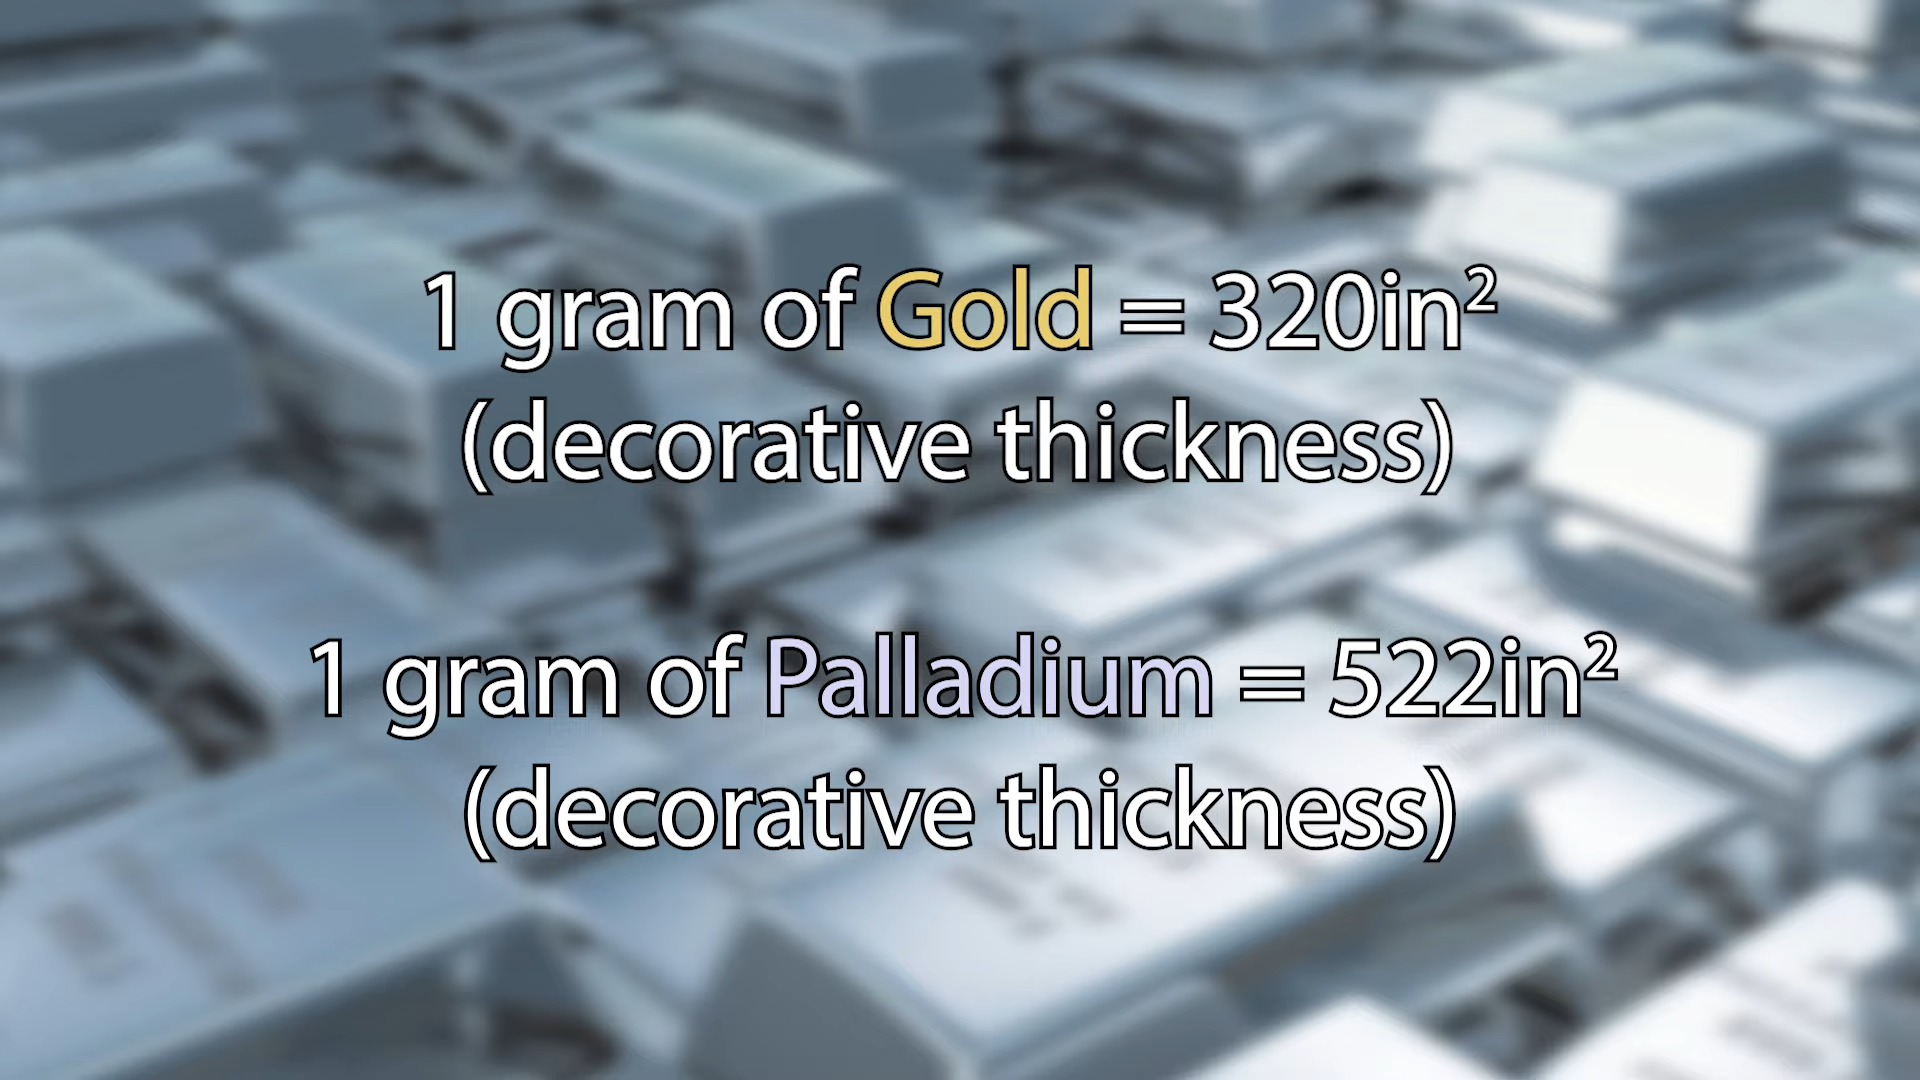 1 gram of Gold = 320in²
(decorative thickness)
1 gram of Palladium = 522in²
(decorative thickness)